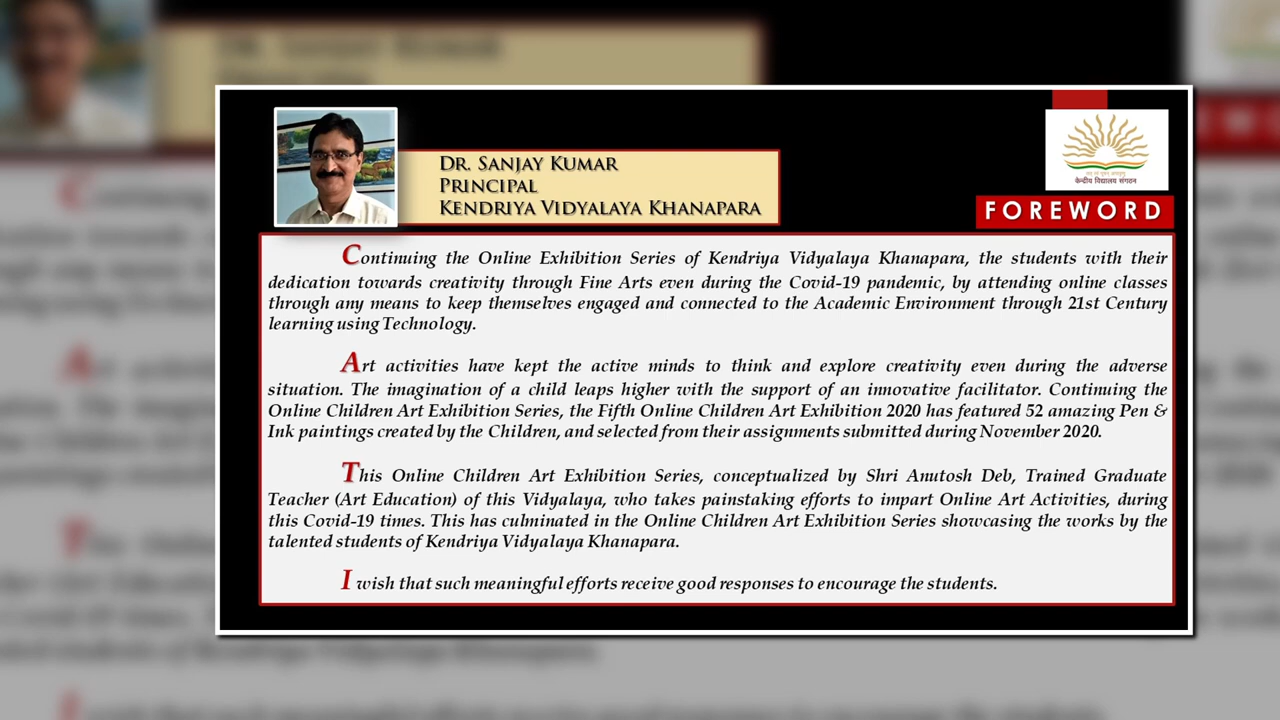 DR. SANJAY KUMAR
PRINCIPAL
KENDRIYA VIDYALAYA KHANAPARA
केन्द्रीय विद्यालय संगठन
FOREWORD
Continuing the Online Exhibition Series of Kendriya Vidyalaya Khanapara, the students with their
dedication towards creativity through Fine Arts even during the Covid-19 pandemic, by attending online classes
through any means to keep themselves engaged and connected to the Academic Environment through 21st Century
learning using Technology.
Art activities have kept the active minds to think and explore creativity even during the adverse
situation. The imagination of a child leaps higher with the support of an innovative facilitator. Continuing the
Online Children Art Exhibition Series, the Fifth Online Children Art Exhibition 2020 has featured 52 amazing Pen &
Ink paintings created by the Children, and selected from their assignments submitted during November 2020.
This Online Children Art Exhibition Series, conceptualized by Shri Anutosh Deb, Trained Graduate
Teacher (Art Education) of this Vidyalaya, who takes painstaking efforts to impart Online Art Activities, during
this Covid-19 times. This has culminated in the Online Children Art Exhibition Series showcasing the works by the
talented students of Kendriya Vidyalaya Khanapara.
I wish that such meaningful efforts receive good responses to encourage the students.